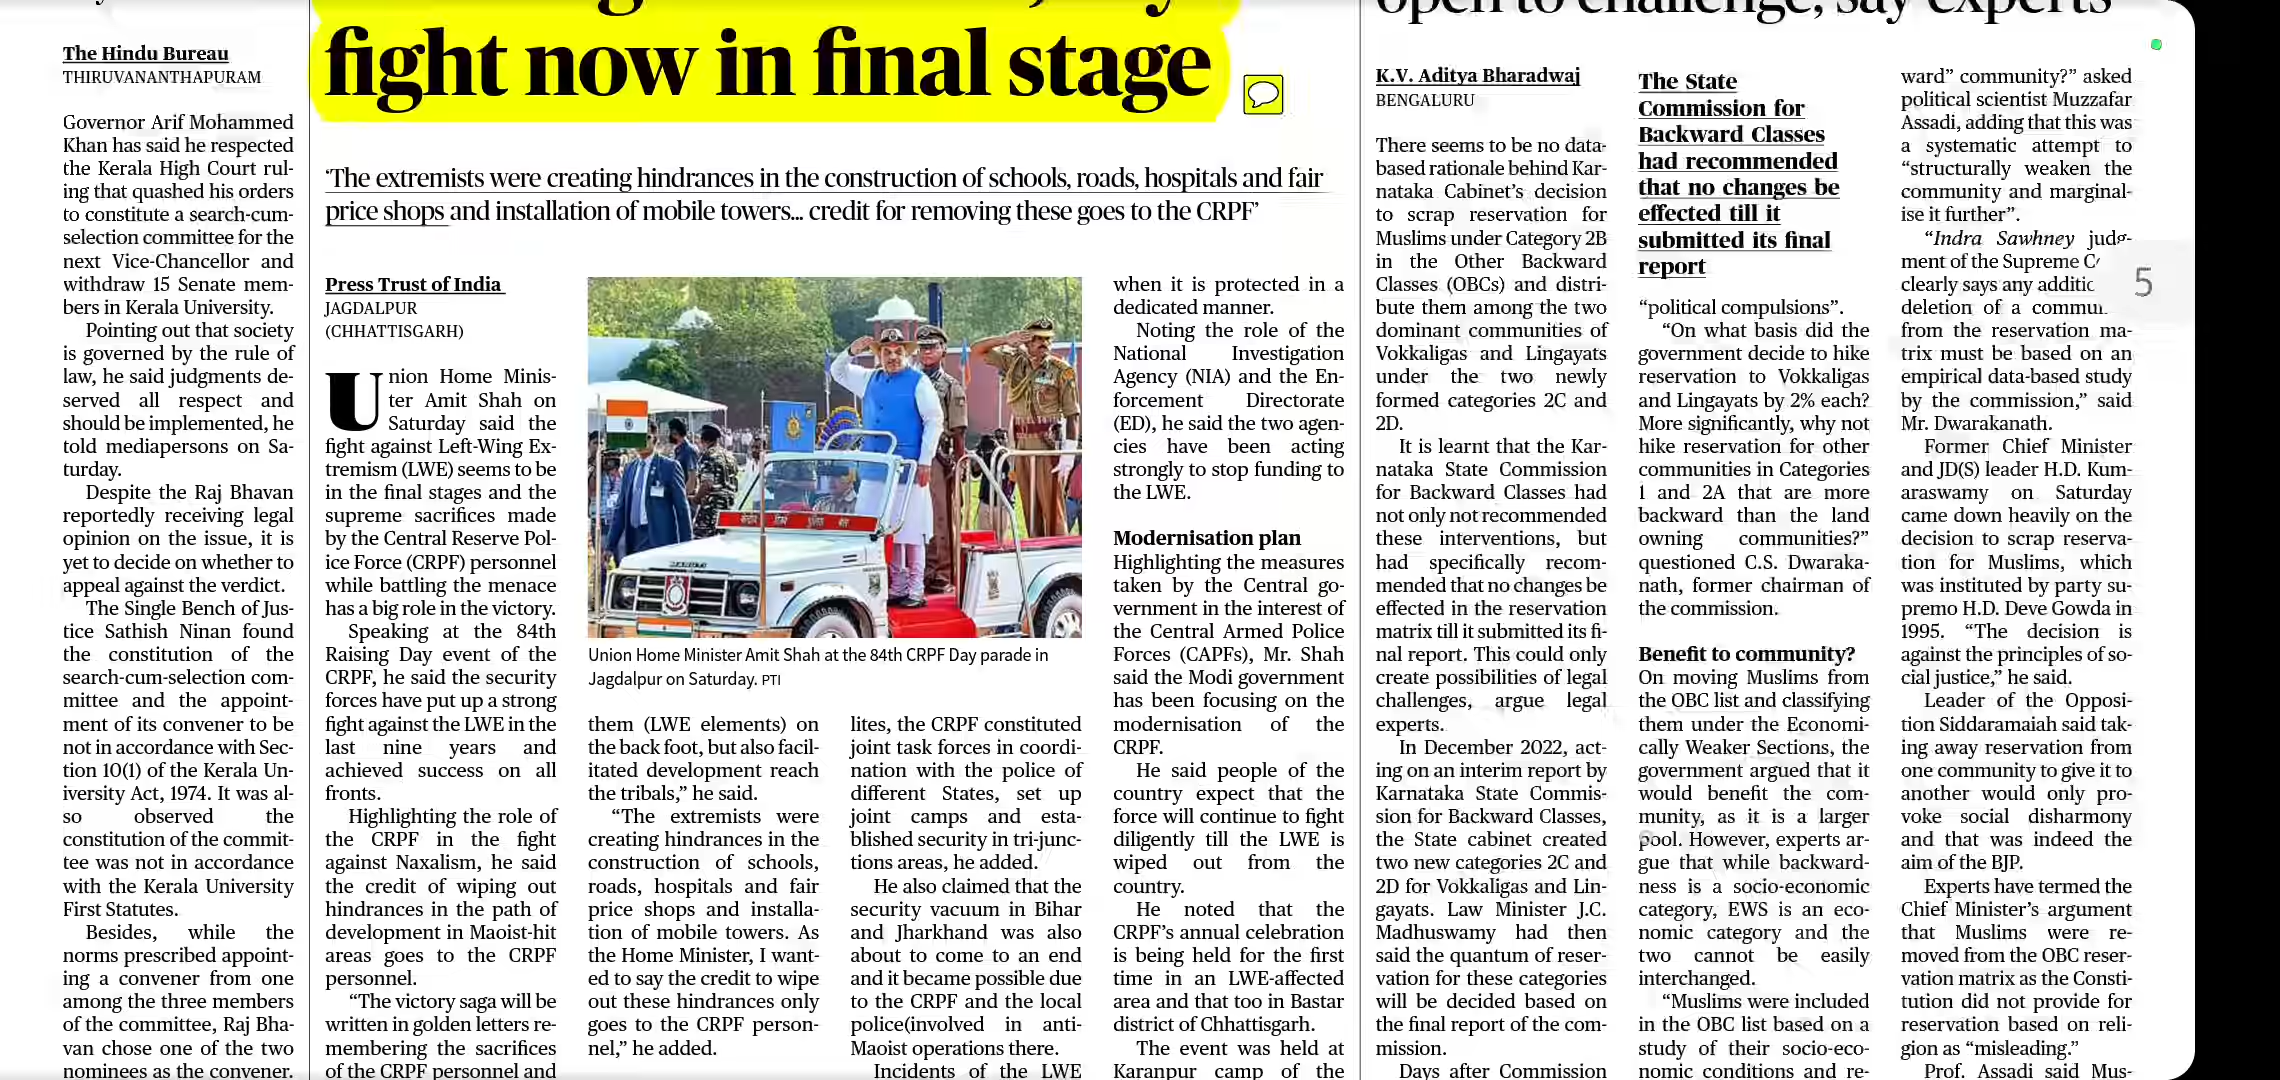 The Hindu Bureau
THIRUVANANTHAPURAM
Governor Arif Mohammed
Khan has said he respected
the Kerala High Court rul-
ing that quashed his orders
to constitute a search-cum-
selection committee for the
next Vice-Chancellor and
withdraw 15 Senate mem-
bers in Kerala University.
Pointing out that society
is governed by the rule of
law, he said judgments de-
served all respect and
should be implemented, he
told mediapersons on Sa-
turday.
Despite the Raj Bhavan
reportedly receiving legal
opinion on the issue, it is
yet to decide on whether to
appeal against the verdict.
The Single Bench of Jus-
tice Sathish Ninan found
the constitution of the
search-cum-selection com-
mittee and the appoint-
ment of its convener to be
not in accordance with Sec-
tion 10(1) of the Kerala Un-
iversity Act, 1974. It was al-
so observed the
constitution of the commit-
tee was not in accordance
with the Kerala University
First Statutes.
Besides, while the
norms prescribed appoint-
ing a convener from one
among the three members
of the committee, Raj Bha-
van chose one of the two
nominees as the convener.
fight now in final stage
‘The extremists were creating hindrances in the construction of schools, roads, hospitals and fair
price shops and installation of mobile towers... credit for removing these goes to the CRPF’
Press Trust of India
JAGDALPUR
(CHHATTISGARH)
Union Home Minis-
ter Amit Shah on
Saturday said the
fight against Left-Wing Ex-
tremism (LWE) seems to be
in the final stages and the
supreme sacrifices made
by the Central Reserve Pol-
ice Force (CRPF) personnel
while battling the menace
has a big role in the victory.
Speaking at the 84th
Raising Day event of the
CRPF, he said the security
forces have put up a strong
fight against the LWE in the
last nine years and
achieved success on all
fronts.
Highlighting the role of
the CRPF in the fight
against Naxalism, he said
the credit of wiping out
hindrances in the path of
development in Maoist-hit
areas goes to the CRPF
personnel.
“The victory saga will be
written in golden letters re-
membering the sacrifices
of the CRPF personnel and
MARUTI
Union Home Minister Amit Shah at the 84th CRPF Day parade in
Jagdalpur on Saturday. PTI
them (LWE elements) on
the back foot, but also facil-
itated development reach
the tribals,” he said.
“The extremists were
creating hindrances in the
construction of schools,
roads, hospitals and fair
price shops and installa-
tion of mobile towers. As
the Home Minister, I want-
ed to say the credit to wipe
out these hindrances only
goes to the CRPF person-
nel,” he added.
lites, the CRPF constituted
joint task forces in coordi-
nation with the police of
different States, set up
joint camps and esta-
blished security in tri-junc-
tions areas, he added.
He also claimed that the
security vacuum in Bihar
and Jharkhand was also
about to come to an end
and it became possible due
to the CRPF and the local
police(involved in anti-
Maoist operations there.
Incidents of the LWE
when it is protected in a
dedicated manner.
Noting the role of the
National Investigation
Agency (NIA) and the En-
forcement Directorate
(ED), he said the two agen-
cies have been acting
strongly to stop funding to
the LWE.
Modernisation plan
Highlighting the measures
taken by the Central go-
vernment in the interest of
the Central Armed Police
Forces (CAPFs), Mr. Shah
said the Modi government
has been focusing on the
modernisation of the
CRPF.
He said people of the
country expect that the
force will continue to fight
diligently till the LWE is
wiped out from the
country.
He noted that the
CRPF’s annual celebration
is being held for the first
time in an LWE-affected
area and that too in Bastar
district of Chhattisgarh.
The event was held at
Karanpur camp of the
open to challenge, say experts
K.V. Aditya Bharadwaj
BENGALURU
There seems to be no data-
based rationale behind Kar-
nataka Cabinet’s decision
to scrap reservation for
Muslims under Category 2B
in the Other Backward
Classes (OBCs) and distri-
bute them among the two
dominant communities of
Vokkaligas and Lingayats
under the two newly
formed categories 2C and
2D.
It is learnt that the Kar-
nataka State Commission
for Backward Classes had
not only not recommended
these interventions, but
had specifically recom-
mended that no changes be
effected in the reservation
matrix till it submitted its fi-
nal report. This could only
create possibilities of legal
challenges, argue legal
experts.
In December 2022, act-
ing on an interim report by
Karnataka State Commis-
sion for Backward Classes,
the State cabinet created
two new categories 2C and
2D for Vokkaligas and Lin-
gayats. Law Minister J.C.
Madhuswamy had then
said the quantum of reser-
vation for these categories
will be decided based on
the final report of the com-
mission.
Days after Commission
The State
Commission for
Backward Classes
had recommended
that no changes be
effected till it
submitted its final
report
“political compulsions”.
“On what basis did the
government decide to hike
reservation to Vokkaligas
and Lingayats by 2% each?
More significantly, why not
hike reservation for other
communities in Categories
1 and 2A that are more
backward than the land
owning communities?”
questioned C.S. Dwaraka-
nath, former chairman of
the commission.
Benefit to community?
On moving Muslims from
the OBC list and classifying
them under the Economi-
cally Weaker Sections, the
government argued that it
would benefit the com-
munity, as it is a larger
pool. However, experts ar-
gue that while backward-
ness is a socio-economic
category, EWS is an eco-
nomic category and the
two cannot be easily
interchanged.
“Muslims were included
in the OBC list based on a
study of their socio-eco-
nomic conditions and re-
ward” community?” asked
political scientist Muzzafar
Assadi, adding that this was
a systematic attempt to
“structurally weaken the
community and marginal-
ise it further”.
“Indra Sawhney judg-
ment of the Supreme
clearly says any
deletion of a
from the reservation ma-
trix must be based on an
empirical data-based study
by the commission,” said
Mr. Dwarakanath.
Former Chief Minister
and JD(S) leader H.D. Kum-
araswamy on Saturday
came down heavily on the
decision to scrap reserva-
tion for Muslims, which
was instituted by party su-
premo H.D. Deve Gowda in
1995. “The decision is
against the principles of so-
cial justice,” he said.
Leader of the Opposi-
tion Siddaramaiah said tak-
ing away reservation from
one community to give it to
another would only pro-
voke social disharmony
and that was indeed the
aim of the BJP.
Experts have termed the
Chief Minister’s argument
that Muslims were re-
moved from the OBC reser-
vation matrix as the Consti-
tution did not provide for
reservation based on reli-
gion as “misleading.”
Prof. Assadi said Mus-
5